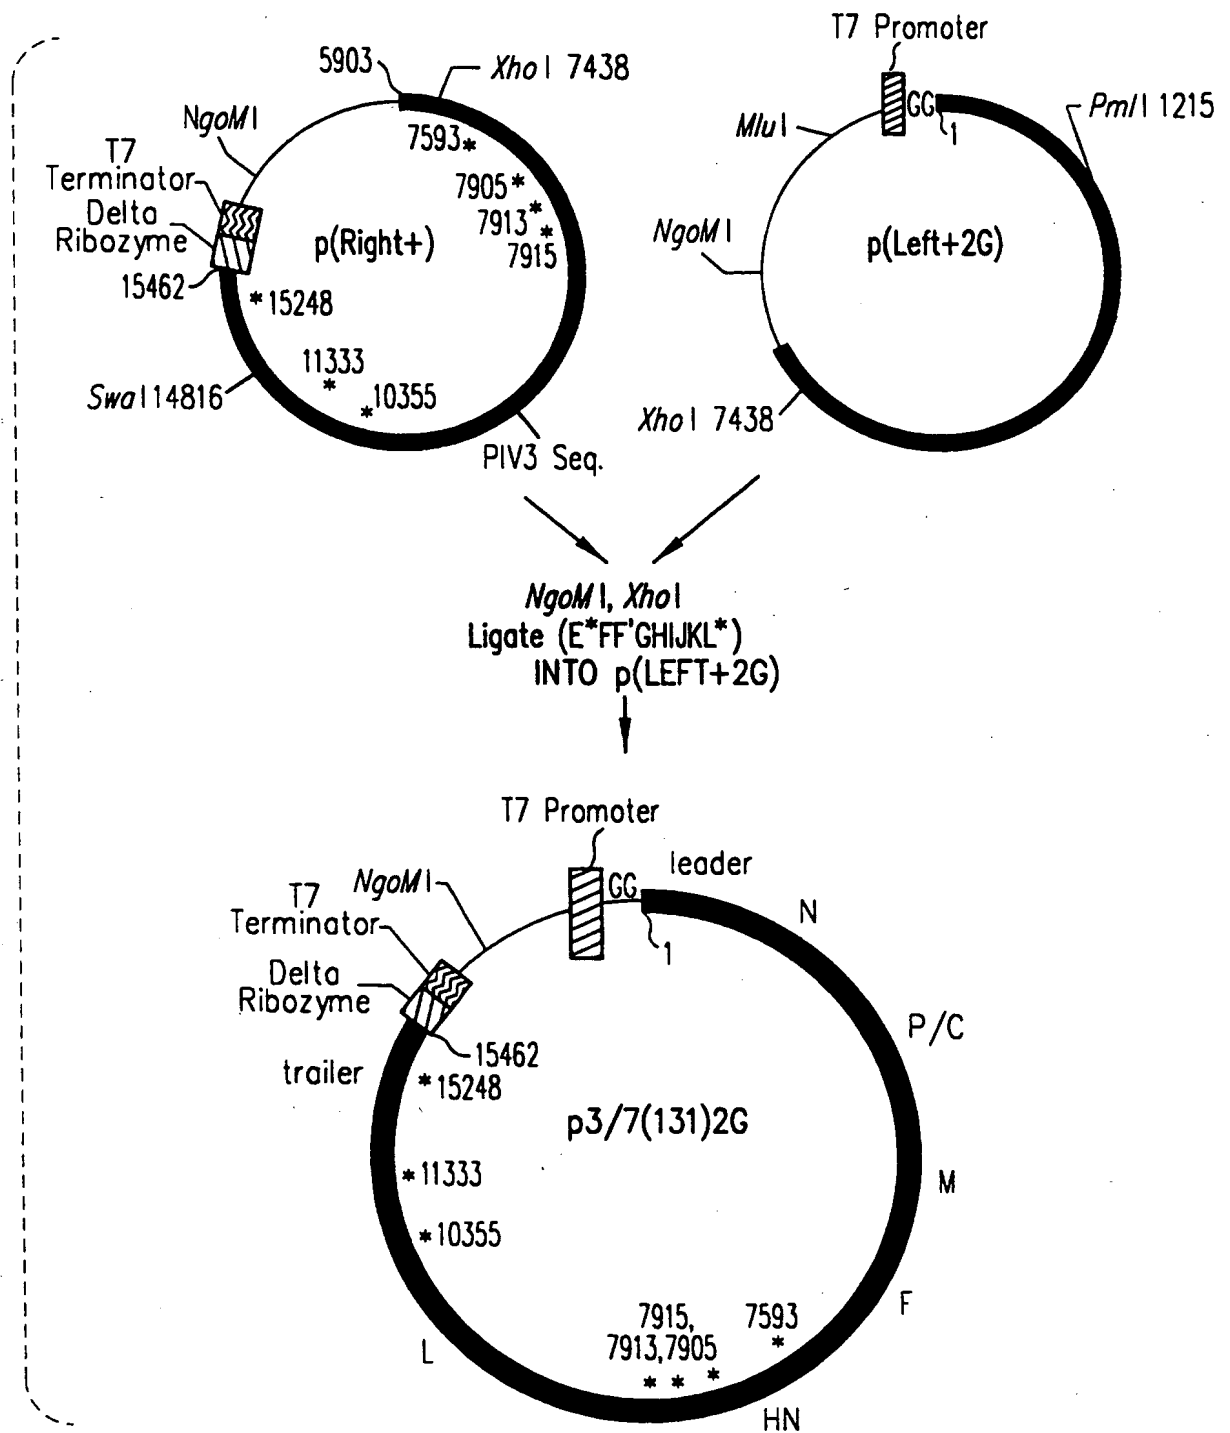 T7 Promoter
5903
XhoI 7438
NgoMI
7593*
T7
Terminator
Delta
Ribozyme
7905*
*
7913 *
7915
p(Right+)
15462
*15248
11333
*
*10355
SwaI14816
PIV3 Seq.
GG
1
PmlI 1215
MluI
NgoMI
p(Left+2G)
XhoI 7438
NgoMI, XhoI
Ligate (E*FF'GHIJKL*)
INTO p(LEFT+2G)
T7 Promoter
leader
GG
1
N
NgoMI
T7
Terminator
Delta
Ribozyme
P/C
15462
trailer
*15248
p3/7(131)2G
*11333
M
*10355
F
7915,
7913,7905
* * *
7593
*
L
HN